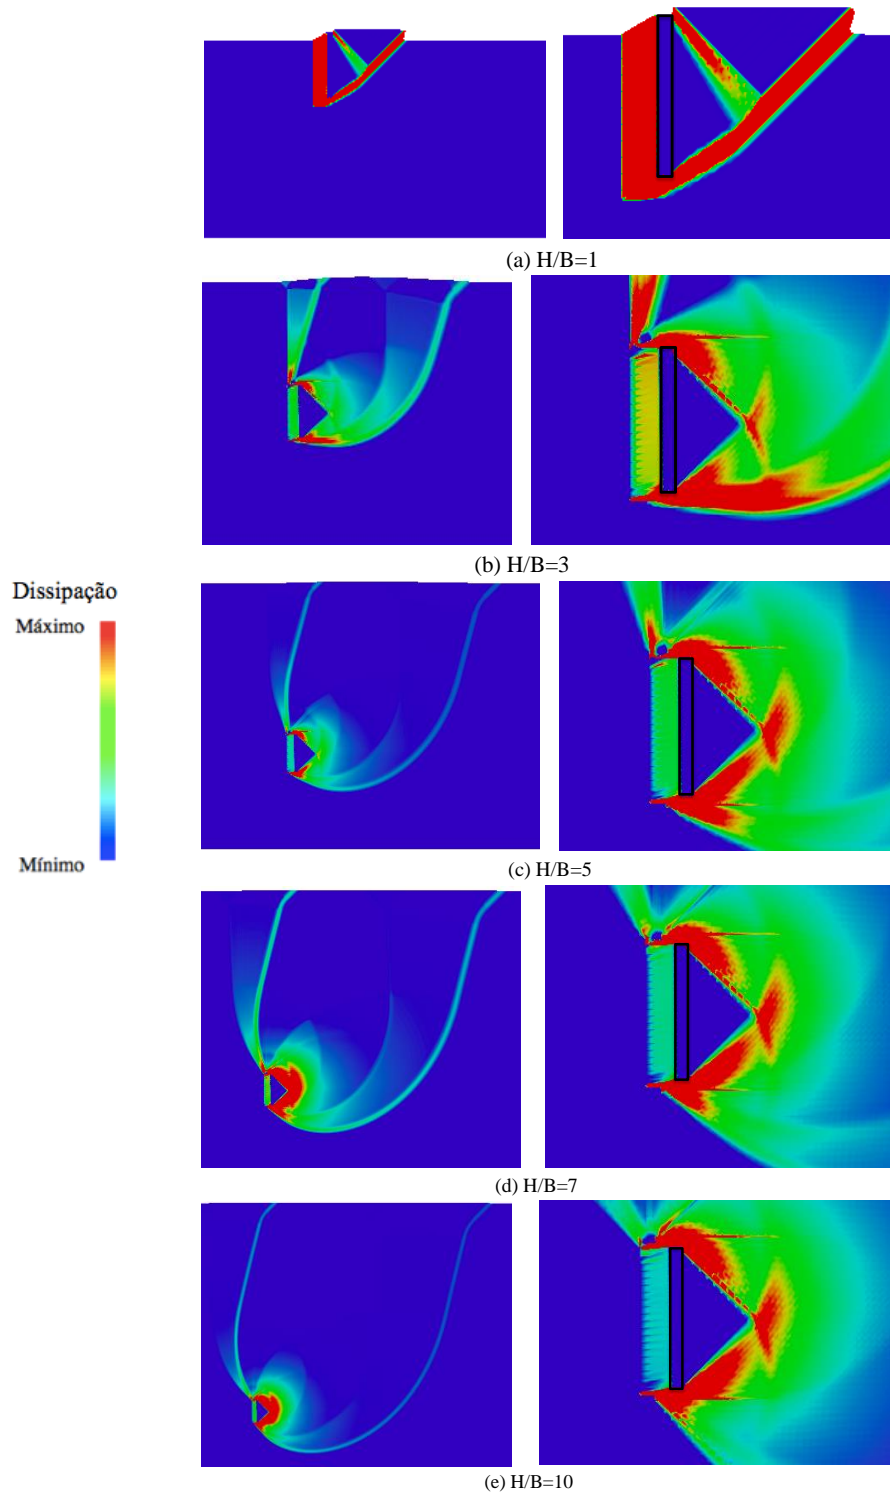 (a) H/B=1
(b) H/B=3
Dissipação
Máximo
Mínimo
(c) H/B=5
(d) H/B=7
(e) H/B=10